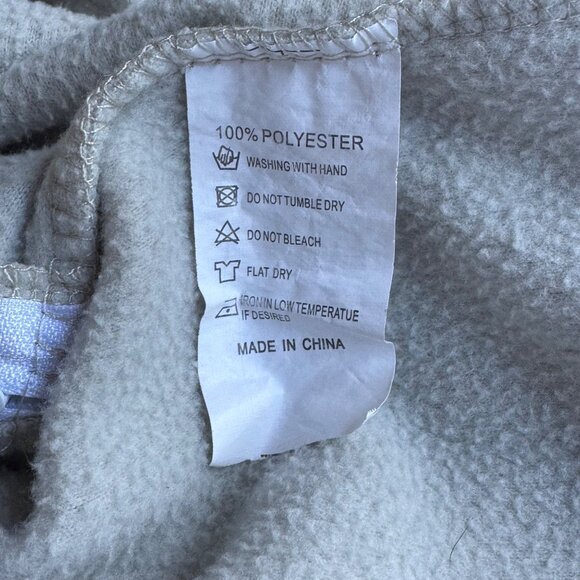 100% POLYESTER
WASHING WITH HAND
DO NOT TUMBLE DRY
DO NOT BLEACH
FLAT DRY
IRON IN LOW TEMPERATUE
IF DESIRED
MADE IN CHINA